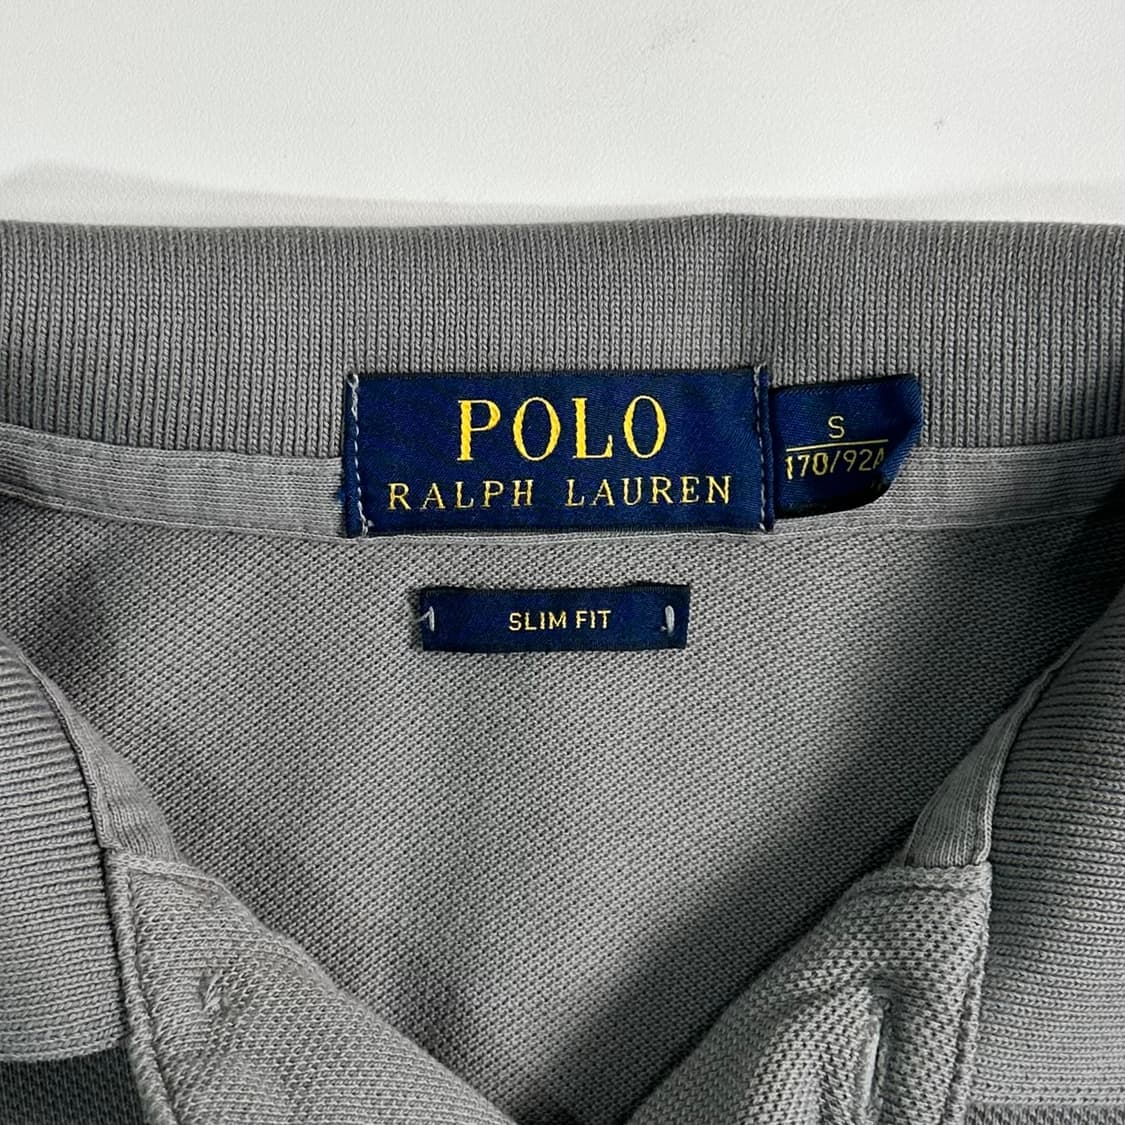 POLO
RALPH LAUREN
S
170/92A
SLIM FIT